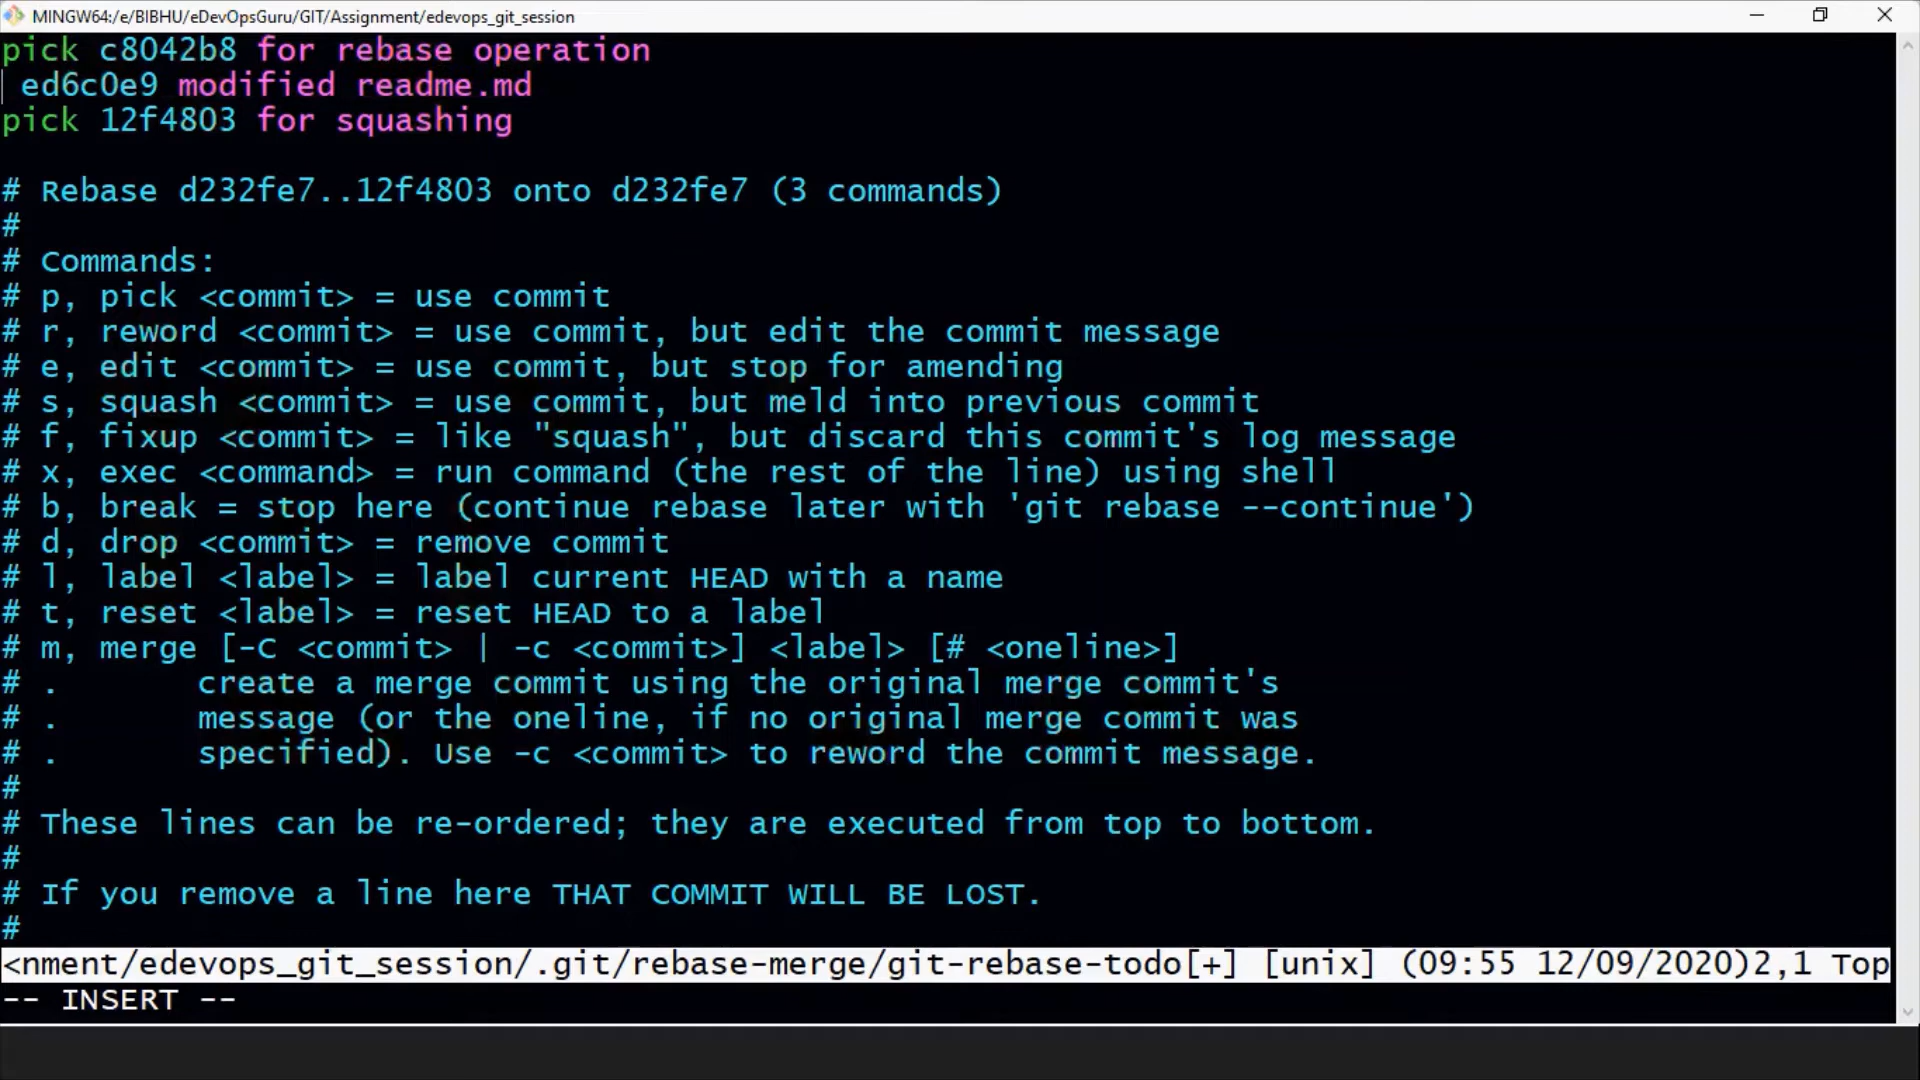 MINGW64:/e/BIBHU/eDevOpsGuru/GIT/Assignment/edevops_git_session
pick c8042b8 for rebase operation
 ed6c0e9 modified readme.md
pick 12f4803 for squashing

# Rebase d232fe7..12f4803 onto d232fe7 (3 commands)
#
# Commands:
# p, pick <commit> = use commit
# r, reword <commit> = use commit, but edit the commit message
# e, edit <commit> = use commit, but stop for amending
# s, squash <commit> = use commit, but meld into previous commit
# f, fixup <commit> = like "squash", but discard this commit's log message
# x, exec <command> = run command (the rest of the line) using shell
# b, break = stop here (continue rebase later with 'git rebase --continue')
# d, drop <commit> = remove commit
# l, label <label> = label current HEAD with a name
# t, reset <label> = reset HEAD to a label
# m, merge [-C <commit> | -c <commit>] <label> [# <oneline>]
# .       create a merge commit using the original merge commit's
# .       message (or the oneline, if no original merge commit was
# .       specified). Use -c <commit> to reword the commit message.
#
# These lines can be re-ordered; they are executed from top to bottom.
#
# If you remove a line here THAT COMMIT WILL BE LOST.
#
<nment/edevops_git_session/.git/rebase-merge/git-rebase-todo[+] [unix] (09:55 12/09/2020)2,1 Top
-- INSERT --